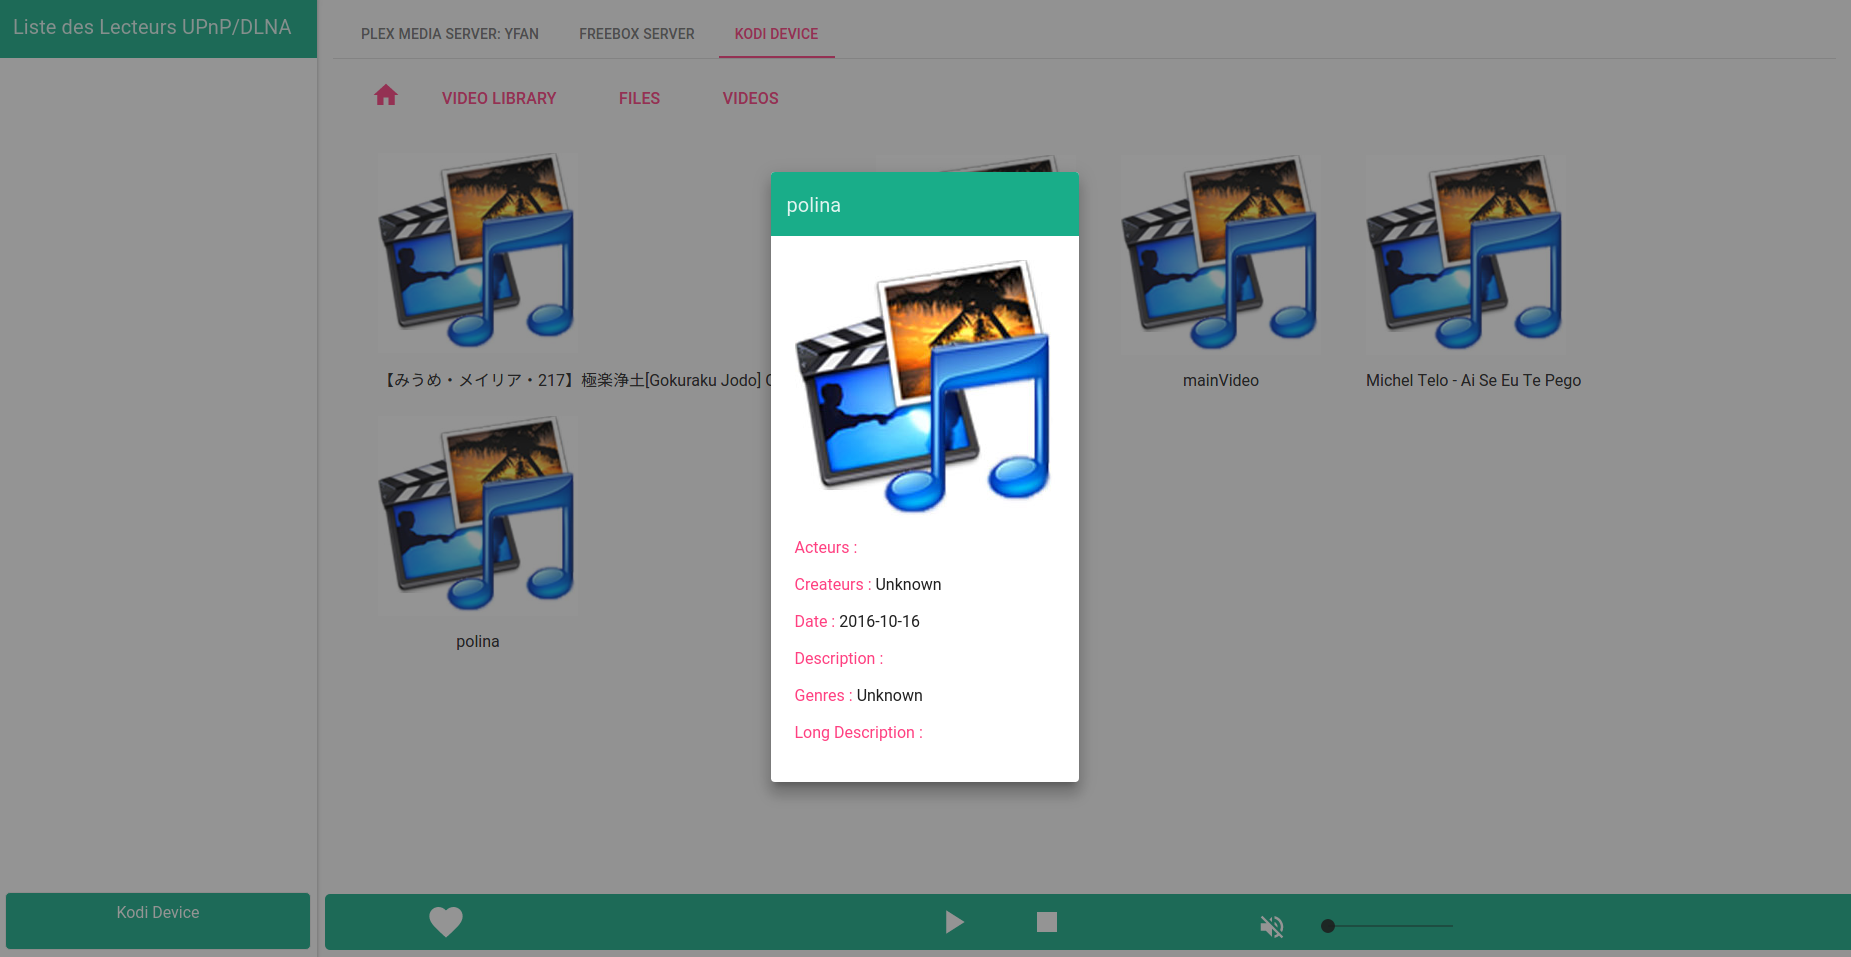 Liste des Lecteurs UPnP/DLNA
PLEX MEDIA SERVER: YFAN
FREEBOX SERVER
KODI DEVICE
VIDEO LIBRARY
FILES
VIDEOS
【みうめ・メイリア・217】極楽浄土[Gokuraku Jodo]
mainVideo
Michel Telo - Ai Se Eu Te Pego
polina
polina
Acteurs :
Createurs : Unknown
Date : 2016-10-16
Description :
Genres : Unknown
Long Description :
Kodi Device